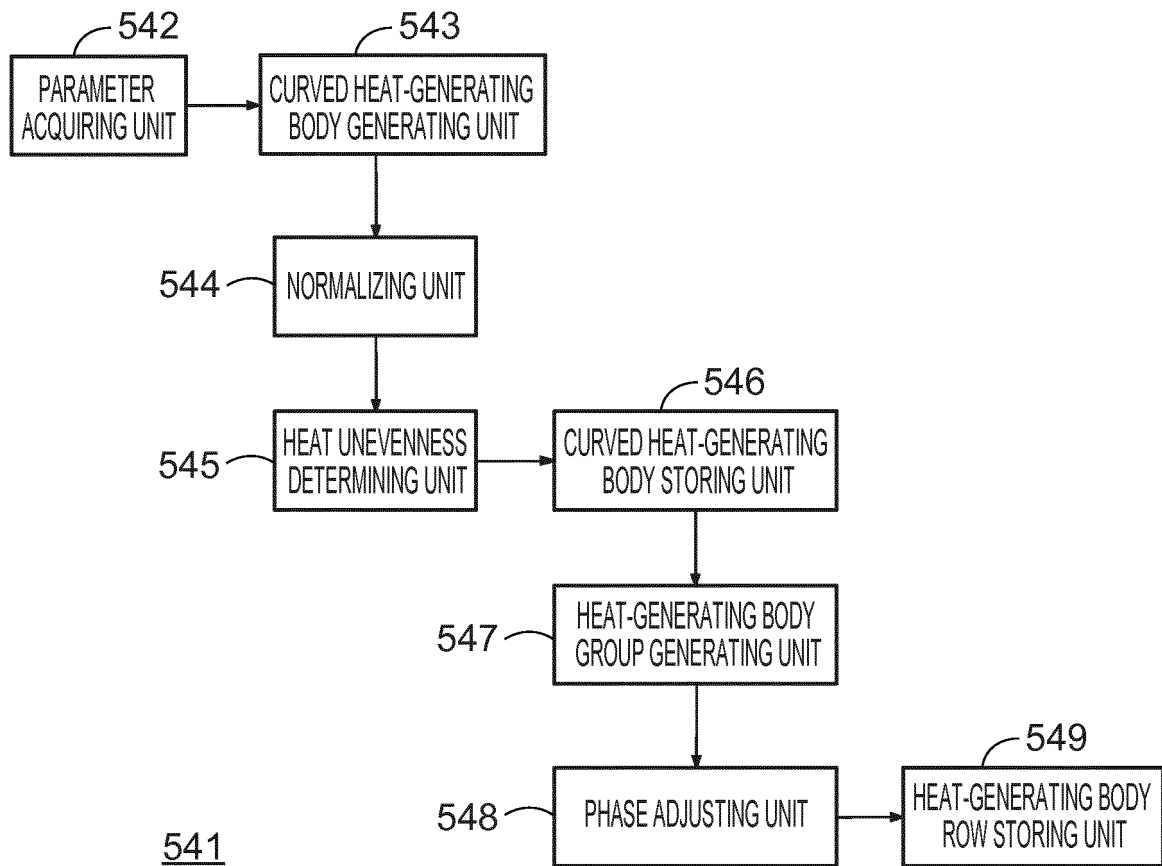 542
543
PARAMETER
ACQUIRING UNIT
CURVED HEAT-GENERATING
BODY GENERATING UNIT
544
NORMALIZING UNIT
546
545
HEAT UNEVENNESS
DETERMINING UNIT
CURVED HEAT-GENERATING
BODY STORING UNIT
547
HEAT-GENERATING BODY
GROUP GENERATING UNIT
549
548
PHASE ADJUSTING UNIT
HEAT-GENERATING BODY
ROW STORING UNIT
541